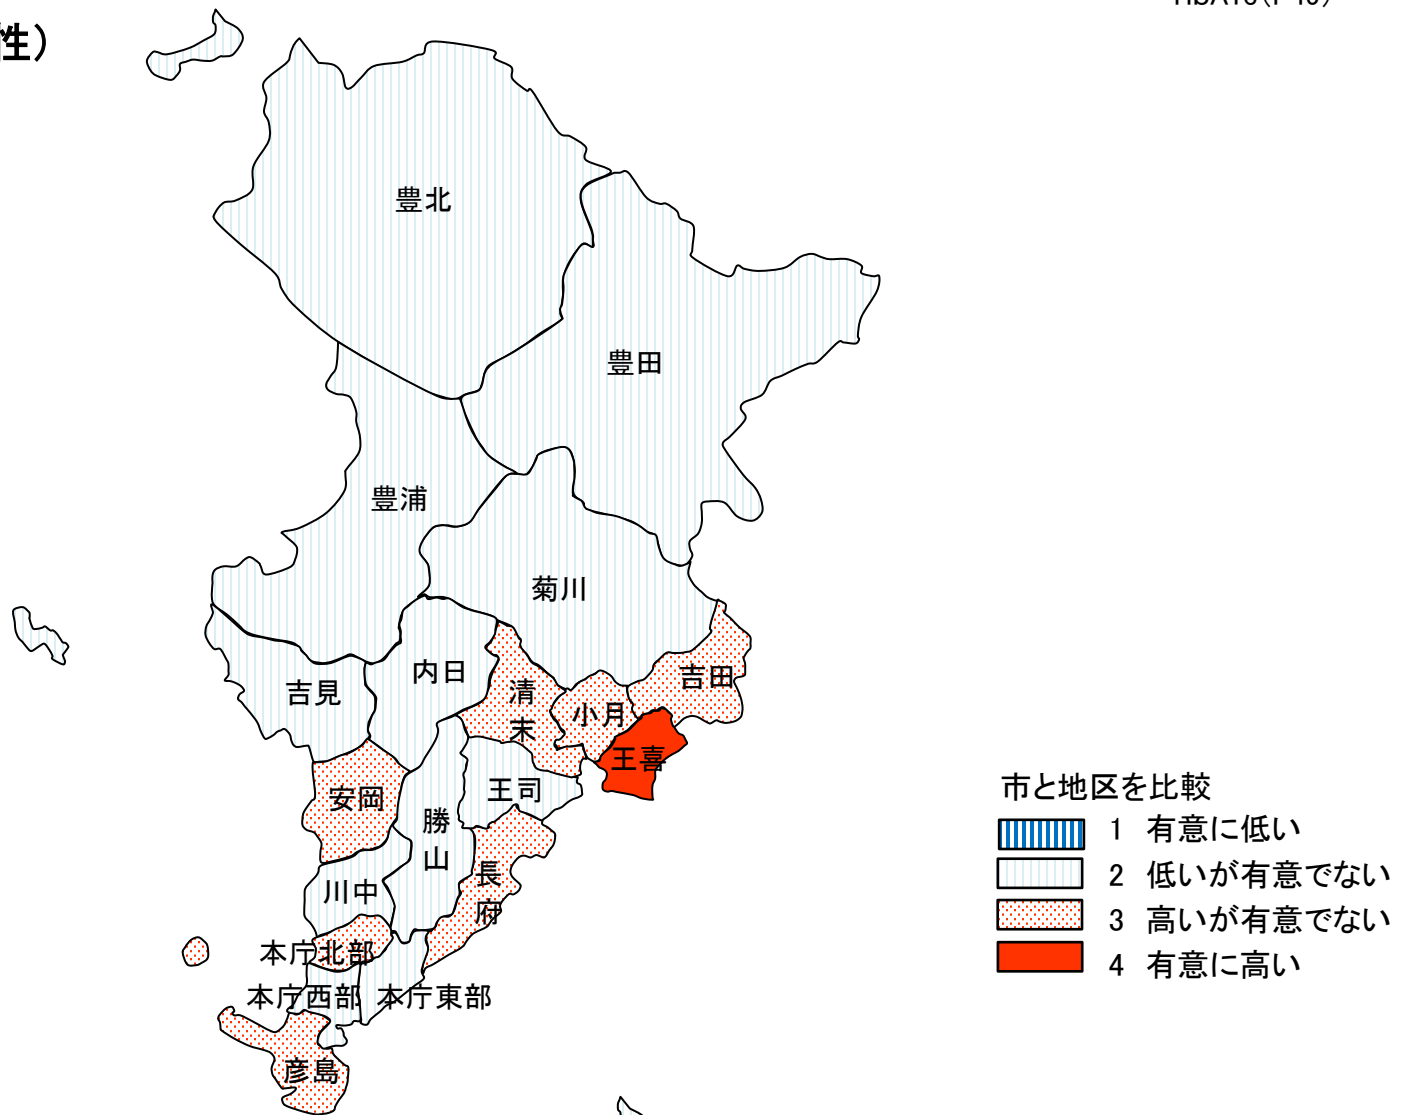 性）
豊北
豊田
豊浦
菊川
内日
吉見
清末
小月
吉田
王喜
王司
安岡
勝山
長府
川中
本庁北部
本庁西部
本庁東部
彦島
市と地区を比較
1 有意に低い
2 低いが有意でない
3 高いが有意でない
4 有意に高い